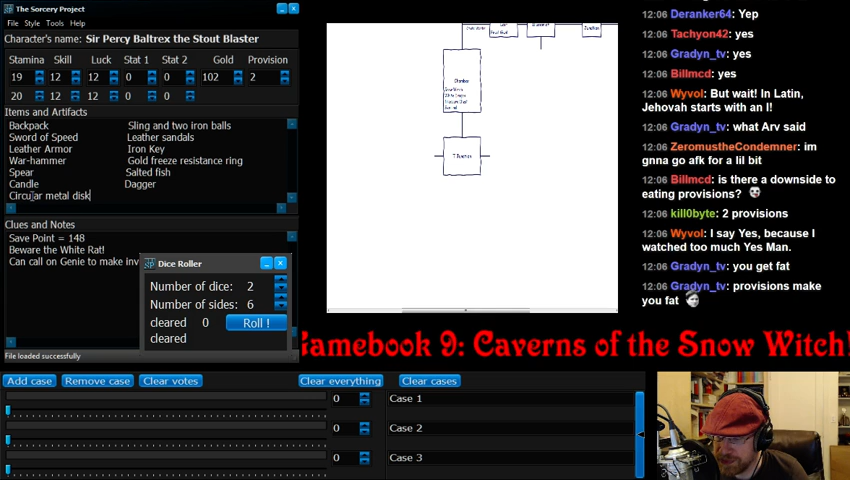 The Sorcery Project
File Style Tools Help
Character's name: Sir Percy Baltrex the Stout Blaster
Stamina Skill Luck Stat 1 Stat 2 Gold Provision
19 12 12 0 0 102 2
20 12 12 0 0
Items and Artifacts
Backpack Sling and two iron balls
Sword of Speed Leather sandals
Leather Armor Iron Key
War-hammer Gold freeze resistance ring
Spear Salted fish
Candle Dagger
Circular metal disk
Clues and Notes
Save Point = 148
Beware the White Rat!
Can call on Genie to make inv
Dice Roller
Number of dice: 2
Number of sides: 6
cleared 0 Roll !
cleared
File loaded successfully
Chamber
12:06 Deranker64: Yep
12:06 Tachyon42: yes
12:06 Gradyn_tv: yes
12:06 Billmcd: yes
12:06 Wyvol: But wait! In Latin,
Jehovah starts with an I!
12:06 Gradyn_tv: what Arv said
12:06 ZeromustheCondemner: im
gnna go afk for a lil bit
12:06 Billmcd: is there a downside to
eating provisions?
12:06 kill0byte: 2 provisions
12:06 Wyvol: I say Yes, because I
watched too much Yes Man.
12:06 Gradyn_tv: you get fat
12:06 Gradyn_tv: provisions make
you fat
Gamebook 9: Caverns of the Snow Witch!
Add case Remove case Clear votes Clear everything Clear cases
0 Case 1
0 Case 2
0 Case 3